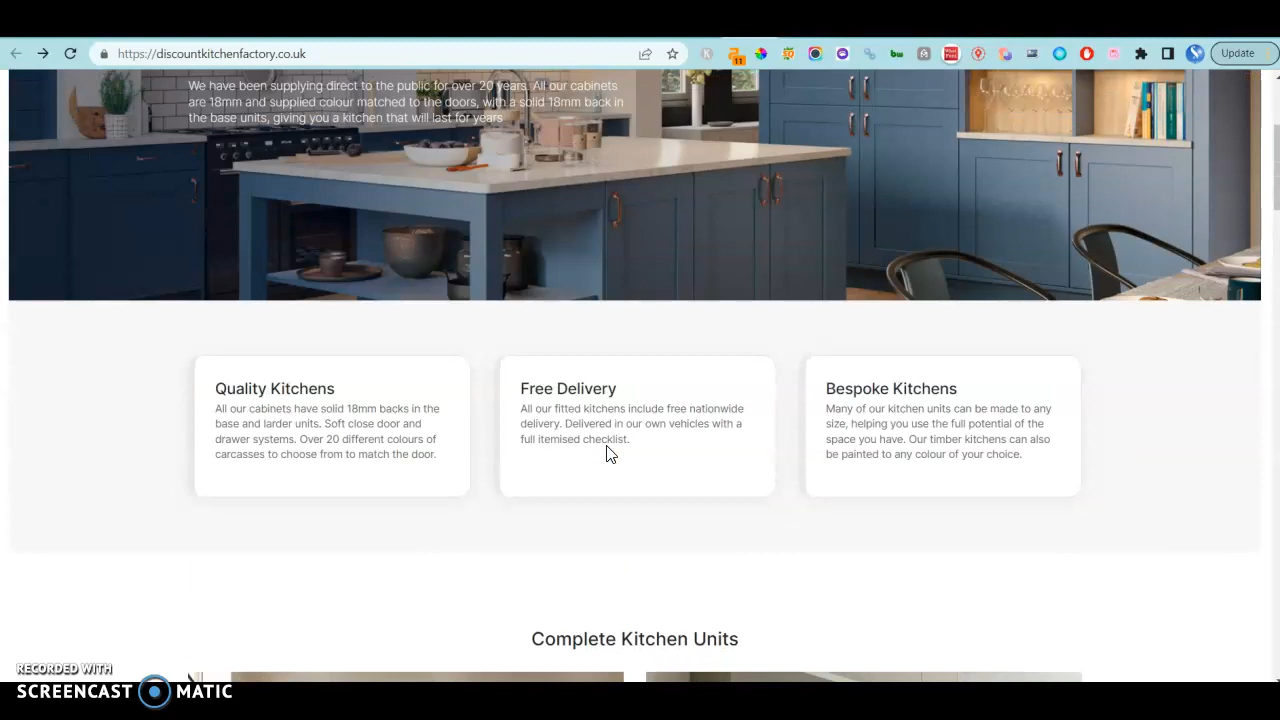 https://discountkitchenfactory.co.uk
11
Update
We have been supplying direct to the public for over 20 years. All our cabinets
are 18mm and supplied colour matched to the doors, with a solid 18mm back in
the base units, giving you a kitchen that will last for years
Quality Kitchens
All our cabinets have solid 18mm backs in the
base and larder units. Soft close door and
drawer systems. Over 20 different colours of
carcasses to choose from to match the door.
Free Delivery
All our fitted kitchens include free nationwide
delivery. Delivered in our own vehicles with a
full itemised checklist.
Bespoke Kitchens
Many of our kitchen units can be made to any
size, helping you use the full potential of the
space you have. Our timber kitchens can also
be painted to any colour of your choice.
Complete Kitchen Units
RECORDED WITH
SCREENCAST MATIC